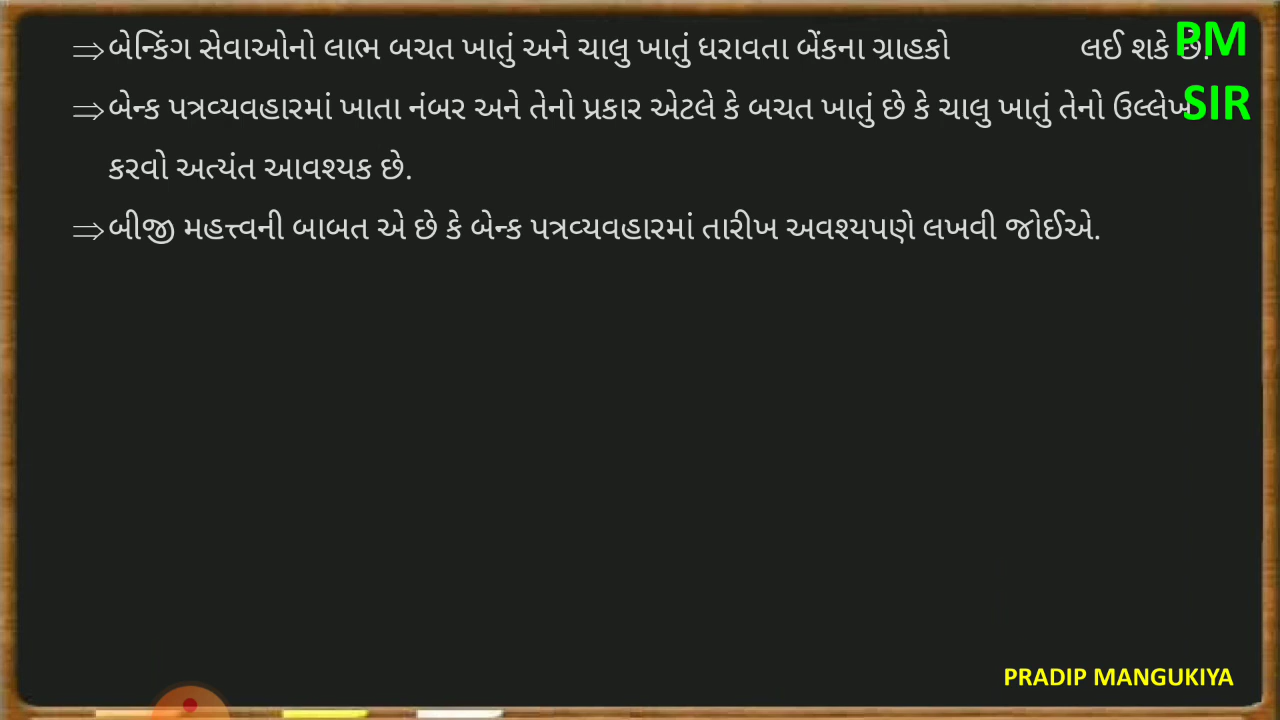 ⇒ બેન્કિંગ સેવાઓનો લાભ બચત ખાતું અને ચાલુ ખાતું ધરાવતા બેંકના ગ્રાહકો લઈ શકે છે.
PM
⇒ બેન્ક પત્રવ્યવહારમાં ખાતા નંબર અને તેનો પ્રકાર એટલે કે બચત ખાતું છે કે ચાલુ ખાતું તેનો ઉલ્લેખ
SIR
કરવો અત્યંત આવશ્યક છે.
⇒ બીજી મહત્ત્વની બાબત એ છે કે બેન્ક પત્રવ્યવહારમાં તારીખ અવશ્યપણે લખવી જોઈએ.
PRADIP MANGUKIYA